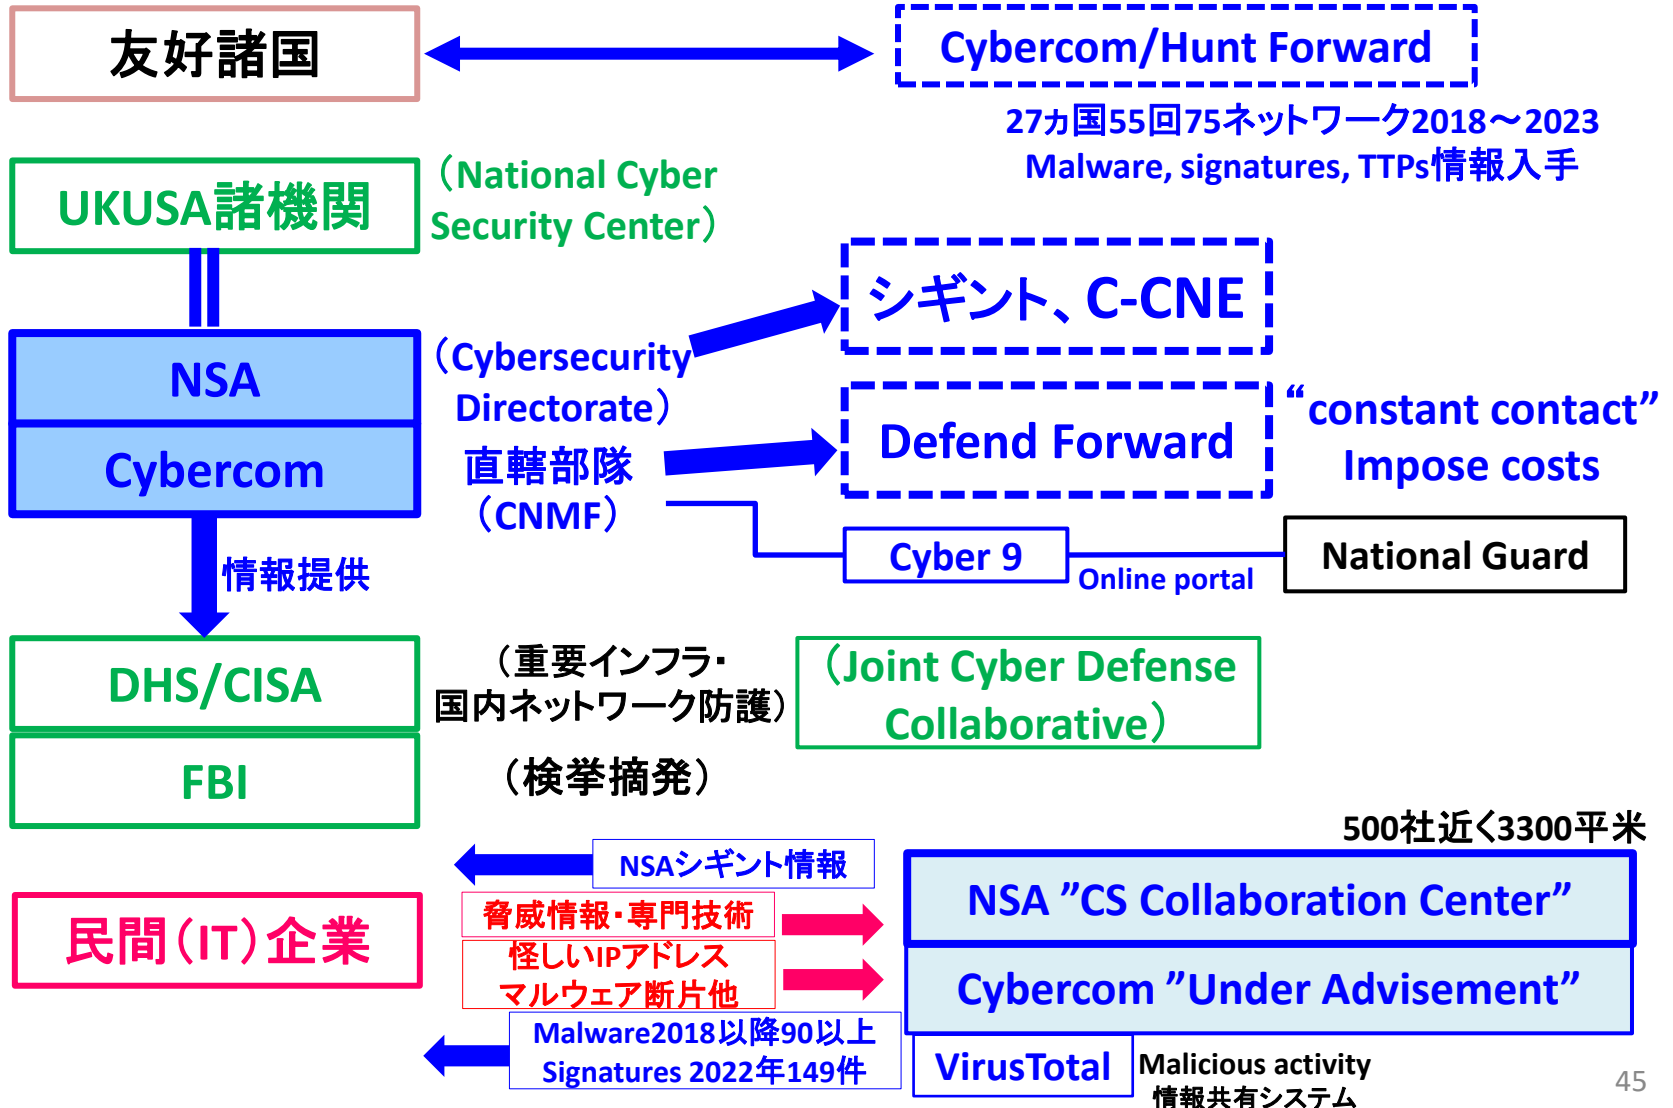 友好諸国
Cybercom/Hunt Forward
27ヵ国55回75ネットワーク2018～2023
Malware, signatures, TTPs情報入手
UKUSA諸機関
（National Cyber
Security Center）
シギント、C-CNE
NSA
（Cybersecurity
Directorate）
Cybercom
直轄部隊
（CNMF）
Defend Forward
“constant contact”
Impose costs
Cyber 9
Online portal
National Guard
情報提供
DHS/CISA
（重要インフラ・
国内ネットワーク防護）
（Joint Cyber Defense
Collaborative）
FBI
（検挙摘発）
500社近く3300平米
NSAシギント情報
NSA ”CS Collaboration Center”
脅威情報・専門技術
民間（IT）企業
怪しいIPアドレス
マルウェア断片他
Cybercom ”Under Advisement”
Malware2018以降90以上
Signatures 2022年149件
VirusTotal
Malicious activity
情報共有システム
45